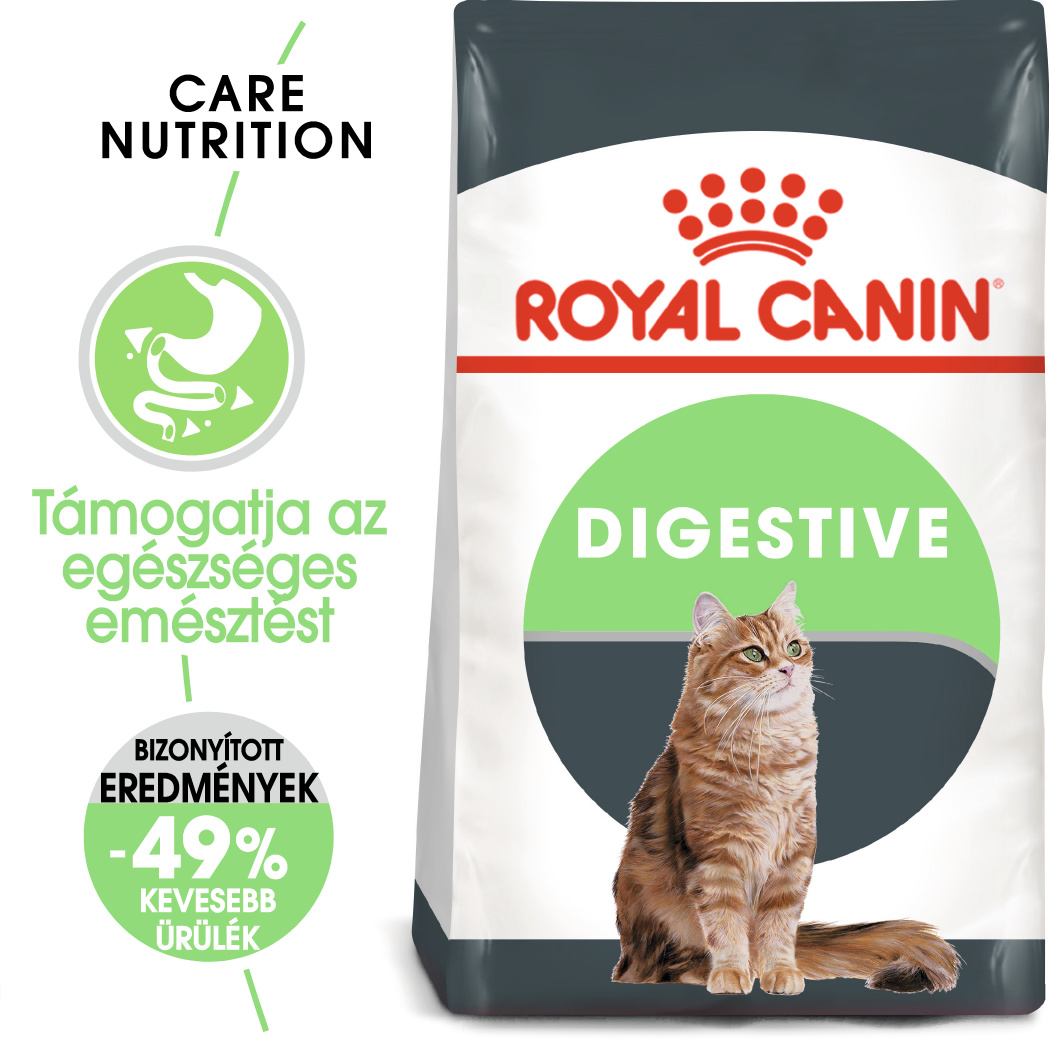 CARE
NUTRITION
Támogatja az
egészséges
emésztést
BIZONYÍTOTT
EREDMÉNYEK
-49%
KEVESEBB
ÜRÜLÉK
ROYAL CANIN®
DIGESTIVE